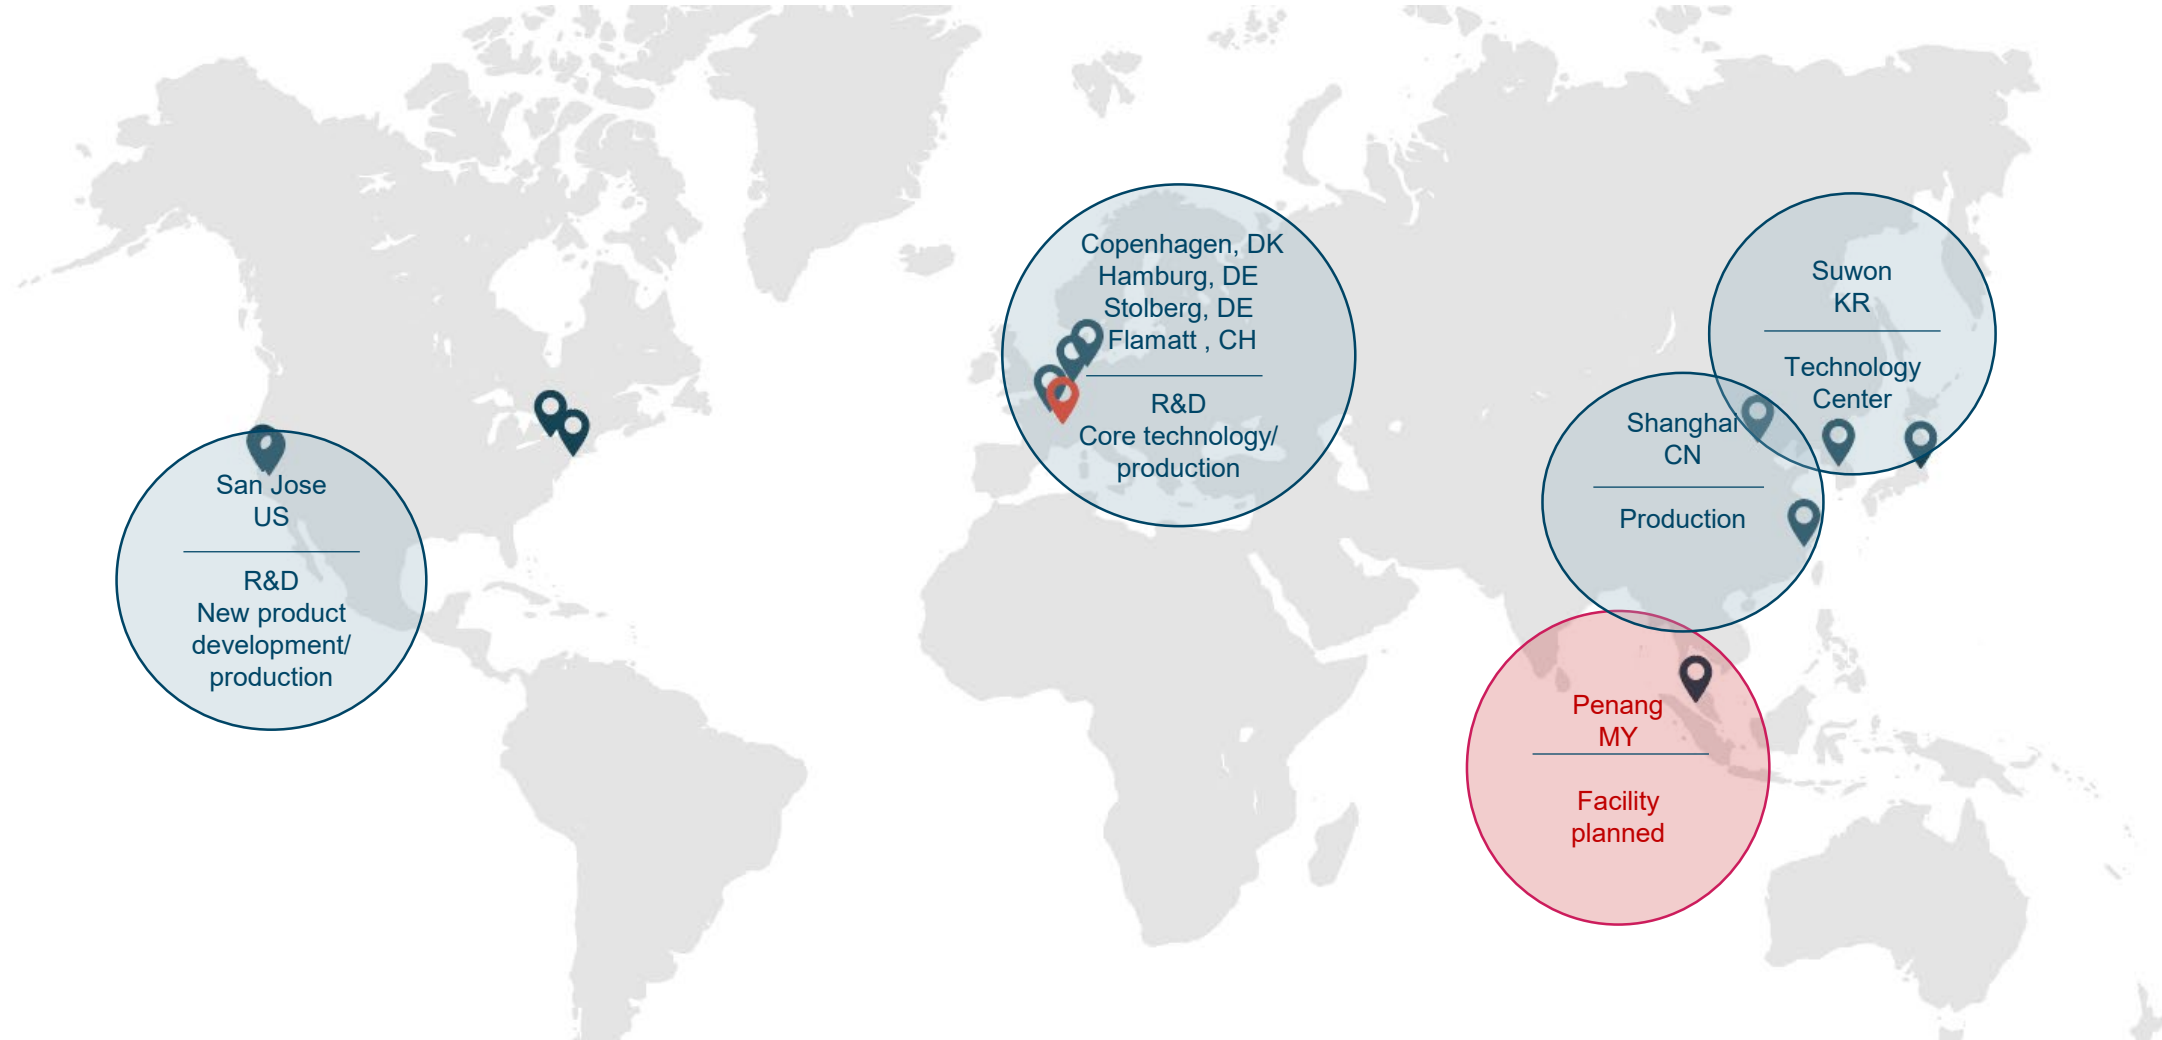 San Jose
US
R&D
New product
development/
production
Copenhagen, DK
Hamburg, DE
Stolberg, DE
Flamatt , CH
R&D
Core technology/
production
Suwon
KR
Technology
Center
Shanghai
CN
Production
Penang
MY
Facility
planned